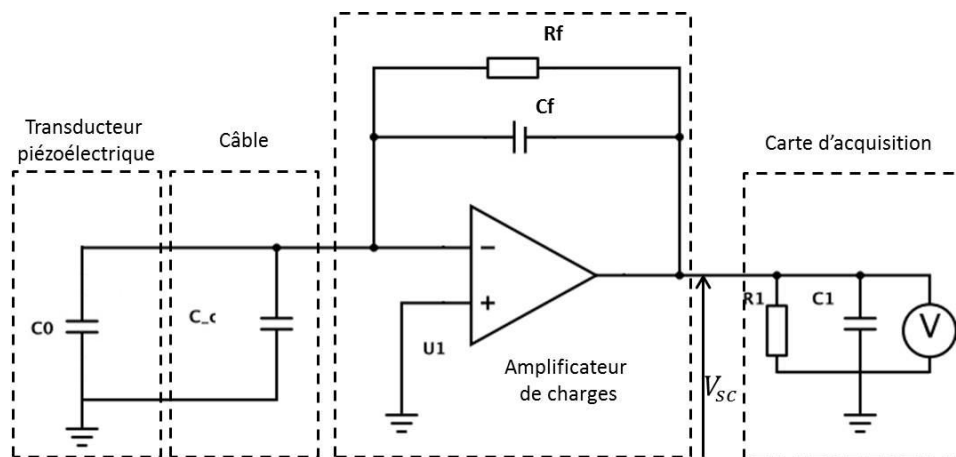 Rf
Cf
Transducteur
piézoélectrique
Câble
Carte d'acquisition
C0
C_c
−
+
U1
Amplificateur
de charges
V_SC
R1
C1
V